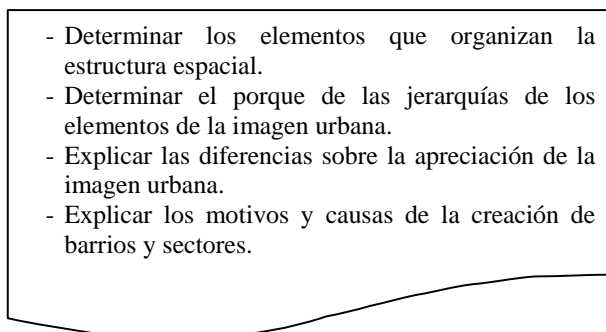 - Determinar los elementos que organizan la
estructura espacial.
- Determinar el porque de las jerarquías de los
elementos de la imagen urbana.
- Explicar las diferencias sobre la apreciación de la
imagen urbana.
- Explicar los motivos y causas de la creación de
barrios y sectores.